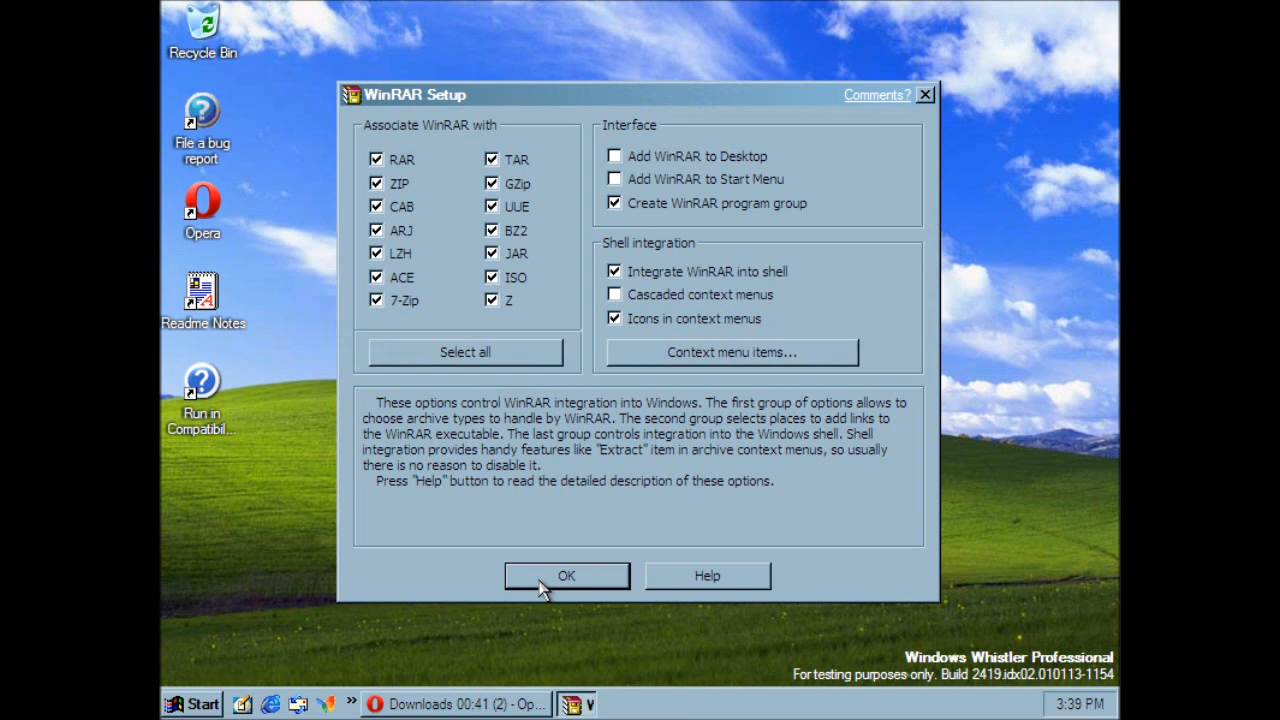 Recycle Bin
File a bug
report
Opera
Readme Notes
Run in
Compatibil...
WinRAR Setup
Comments?
Associate WinRAR with
RAR
TAR
ZIP
GZip
CAB
UUE
ARJ
BZ2
LZH
JAR
ACE
ISO
7-Zip
Z
Select all
Interface
Add WinRAR to Desktop
Add WinRAR to Start Menu
Create WinRAR program group
Shell integration
Integrate WinRAR into shell
Cascaded context menus
Icons in context menus
Context menu items...
These options control WinRAR integration into Windows. The first group of options allows to
choose archive types to handle by WinRAR. The second group selects places to add links to
the WinRAR executable. The last group controls integration into the Windows shell. Shell
integration provides handy features like "Extract" item in archive context menus, so usually
there is no reason to disable it.
Press "Help" button to read the detailed description of these options.
OK
Help
Windows Whistler Professional
For testing purposes only. Build 2419.idx02.010113-1154
Start
Downloads 00:41 (2) - Op...
3:39 PM